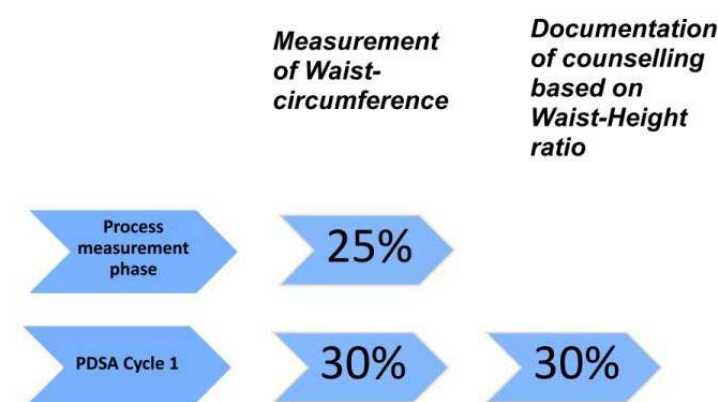 Measurement
of Waist-
circumference
Documentation
of counselling
based on
Waist-Height
ratio
Process
measurement
phase
25%
PDSA Cycle 1
30%
30%